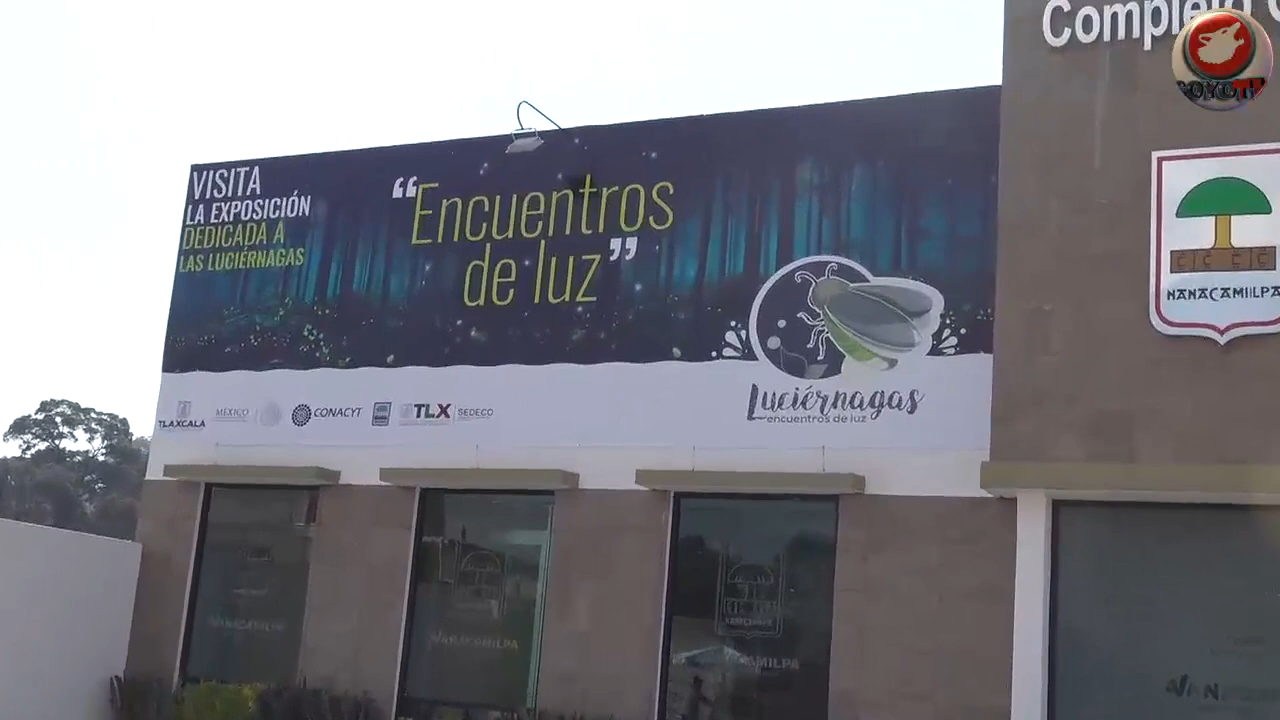 Complejo
COYOTE
VISITA
LA EXPOSICIÓN
DEDICADA A
LAS LUCIÉRNAGAS
“Encuentros
de luz”
NANACAMILPA
Luciérnagas
encuentros de luz
TLAXCALA
MÉXICO
CONACYT
TLX
SEDECO
NANACAMILPA
NANACAMILPA